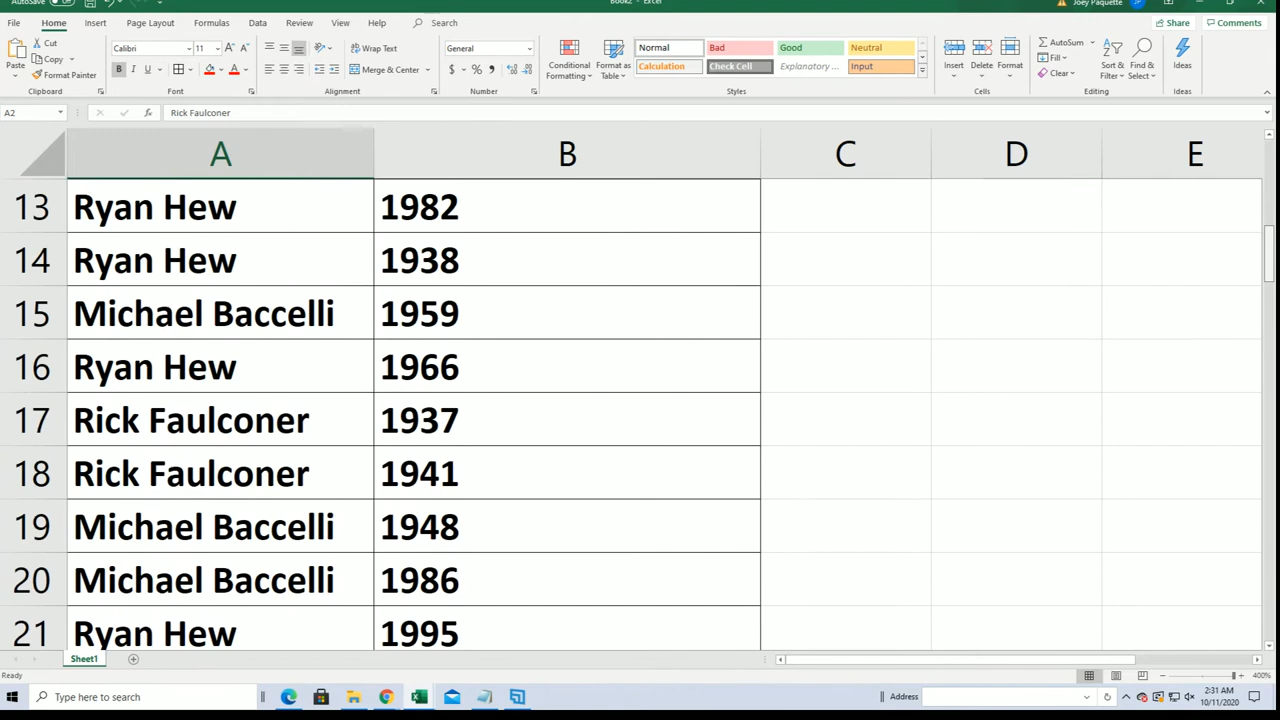 AutoSave Off
Book2 - Excel
Joey Paquette
File Home Insert Page Layout Formulas Data Review View Help Search Share Comments
Paste
Cut
Copy
Format Painter
Clipboard
Calibri 11
B I U
Font
Wrap Text
Merge & Center
Alignment
General
$ % ,
Number
Conditional
Formatting
Format as
Table
Normal Bad Good Neutral
Calculation Check Cell Explanatory ... Input
Styles
Insert Delete Format
Cells
AutoSum
Fill
Clear
Sort &
Filter
Find &
Select
Editing
Ideas
Ideas
A2 fx Rick Faulconer
A B C D E
13 Ryan Hew 1982
14 Ryan Hew 1938
15 Michael Baccelli 1959
16 Ryan Hew 1966
17 Rick Faulconer 1937
18 Rick Faulconer 1941
19 Michael Baccelli 1948
20 Michael Baccelli 1986
21 Ryan Hew 1995
Sheet1
Ready 400%
Type here to search
Address
2:31 AM
10/11/2020